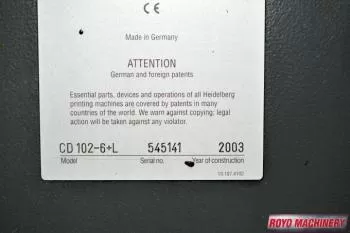 CE
Made in Germany
ATTENTION
German and foreign patents
Essential parts, devices and operations of all Heidelberg
printing machines are covered by patents in many
countries of the world. We warn against copying; legal
action will be taken against any violator.
CD 102-6+L 545141 2003
Model Serial no. Year of construction
ROYO MACHINERY